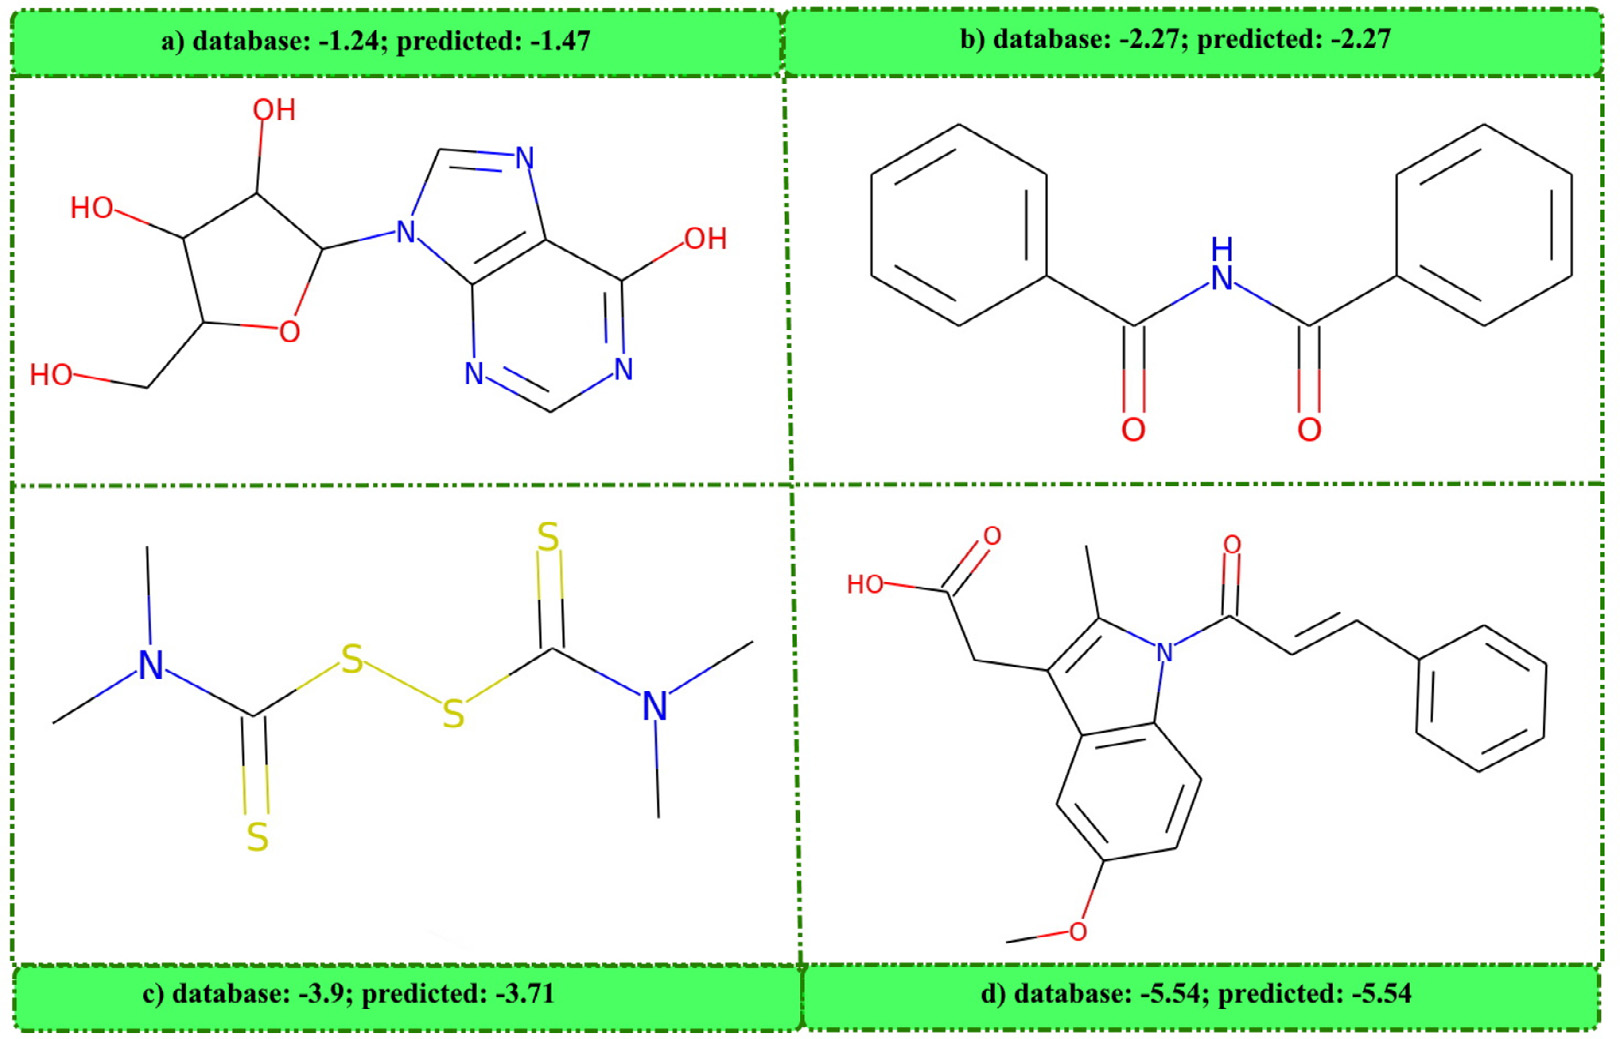 a) database: -1.24; predicted: -1.47
b) database: -2.27; predicted: -2.27
OH
HO
N
N
OH
O
HO
N
N
H
N
O
O
S
N
S
S
N
S
O
HO
O
N
O
c) database: -3.9; predicted: -3.71
d) database: -5.54; predicted: -5.54